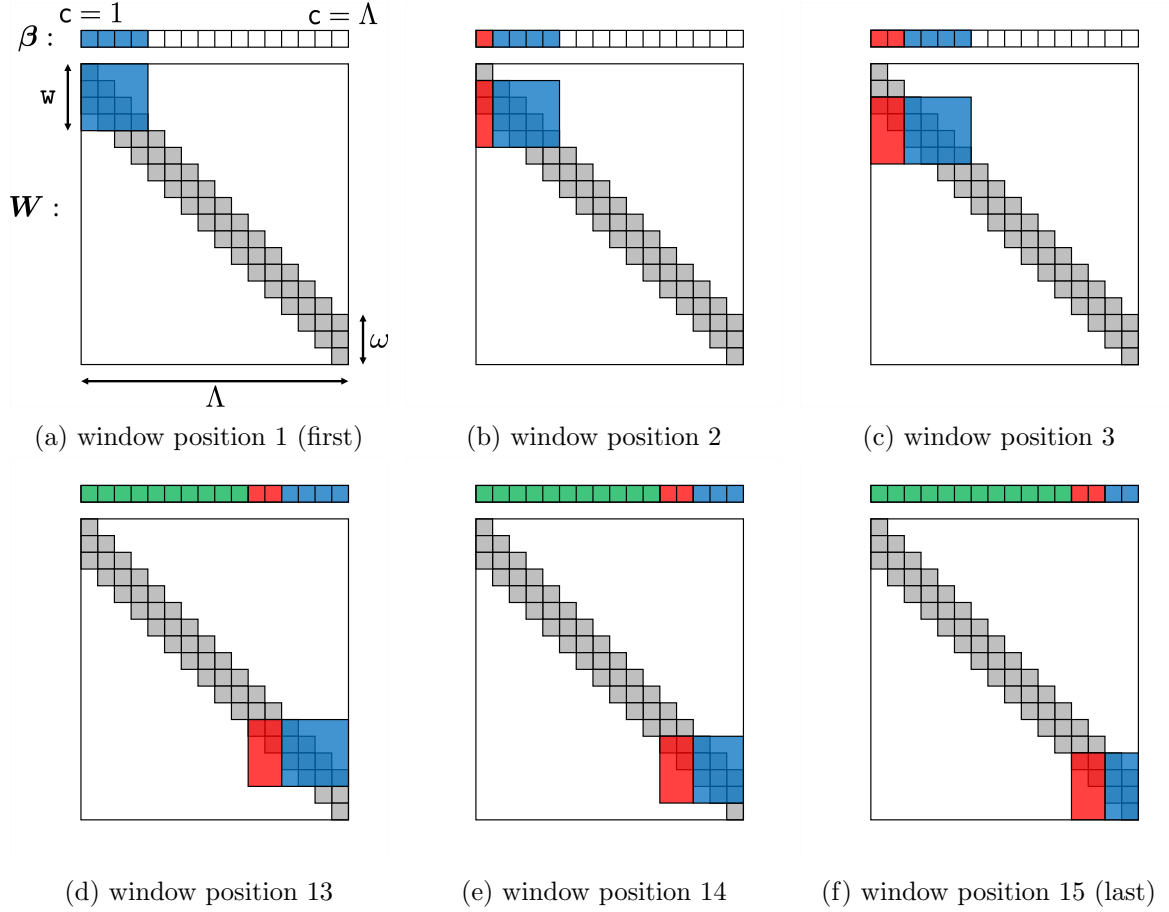 c = 1 c = Λ
β :
w
W :
ω
Λ
(a) window position 1 (first) (b) window position 2 (c) window position 3
(d) window position 13 (e) window position 14 (f) window position 15 (last)